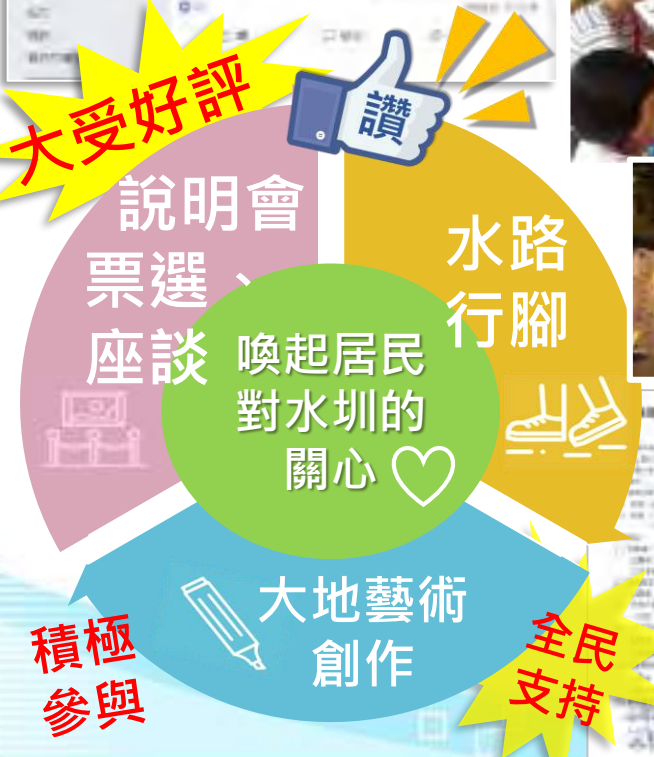 大受好評
讚
說明會
票選、
座談
水路
行腳
喚起居民
對水圳的
關心
大地藝術
創作
積極
參與
全民
支持